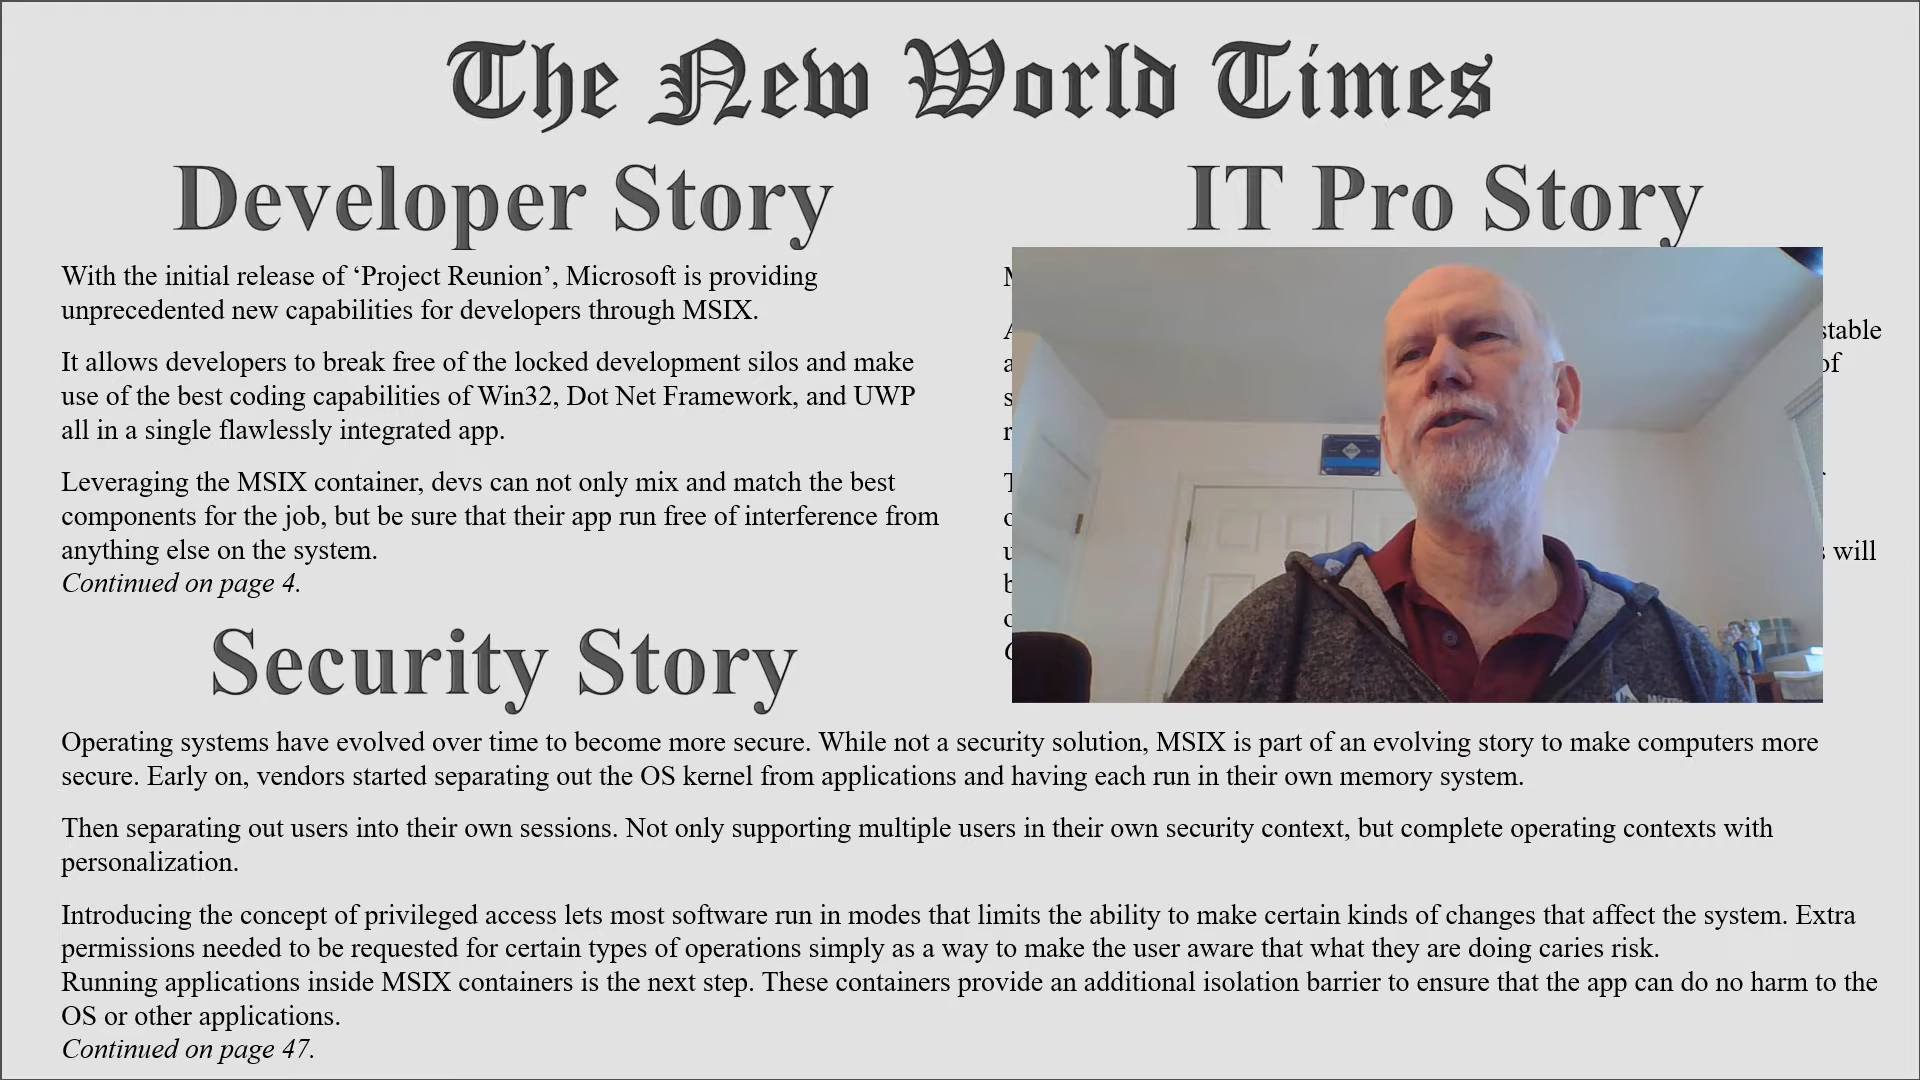 The New World Times
Developer Story
With the initial release of ‘Project Reunion’, Microsoft is providing
unprecedented new capabilities for developers through MSIX.
It allows developers to break free of the locked development silos and make
use of the best coding capabilities of Win32, Dot Net Framework, and UWP
all in a single flawlessly integrated app.
Leveraging the MSIX container, devs can not only mix and match the best
components for the job, but be sure that their app run free of interference from
anything else on the system.
Continued on page 4.
IT Pro Story
stable
of
will
Security Story
Operating systems have evolved over time to become more secure. While not a security solution, MSIX is part of an evolving story to make computers more
secure. Early on, vendors started separating out the OS kernel from applications and having each run in their own memory system.
Then separating out users into their own sessions. Not only supporting multiple users in their own security context, but complete operating contexts with
personalization.
Introducing the concept of privileged access lets most software run in modes that limits the ability to make certain kinds of changes that affect the system. Extra
permissions needed to be requested for certain types of operations simply as a way to make the user aware that what they are doing caries risk.
Running applications inside MSIX containers is the next step. These containers provide an additional isolation barrier to ensure that the app can do no harm to the
OS or other applications.
Continued on page 47.